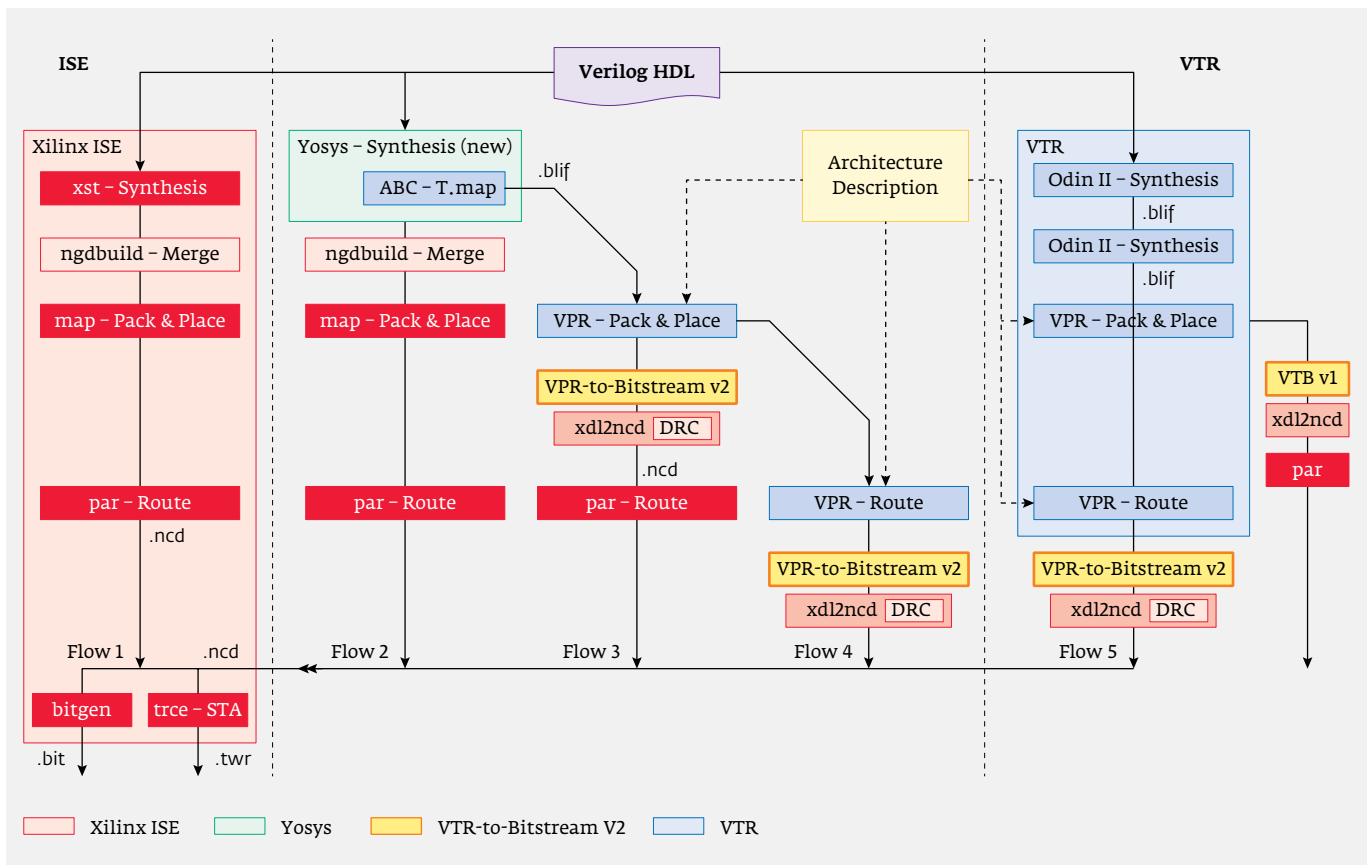 ISE
Verilog HDL
VTR
Xilinx ISE
xst – Synthesis
ngdbuild – Merge
map – Pack & Place
par – Route
.ncd
Flow 1
.ncd
bitgen
trce – STA
.bit
.twr
Yosys – Synthesis (new)
ABC – T.map
.blif
ngdbuild – Merge
map – Pack & Place
par – Route
Flow 2
VPR – Pack & Place
VPR-to-Bitstream v2
xdl2ncd DRC
.ncd
par – Route
Flow 3
Architecture
Description
VPR – Route
VPR-to-Bitstream v2
xdl2ncd DRC
Flow 4
VTR
Odin II – Synthesis
.blif
Odin II – Synthesis
.blif
VPR – Pack & Place
VPR – Route
VPR-to-Bitstream v2
xdl2ncd DRC
Flow 5
VTB v1
xdl2ncd
par
Xilinx ISE
Yosys
VTR-to-Bitstream V2
VTR